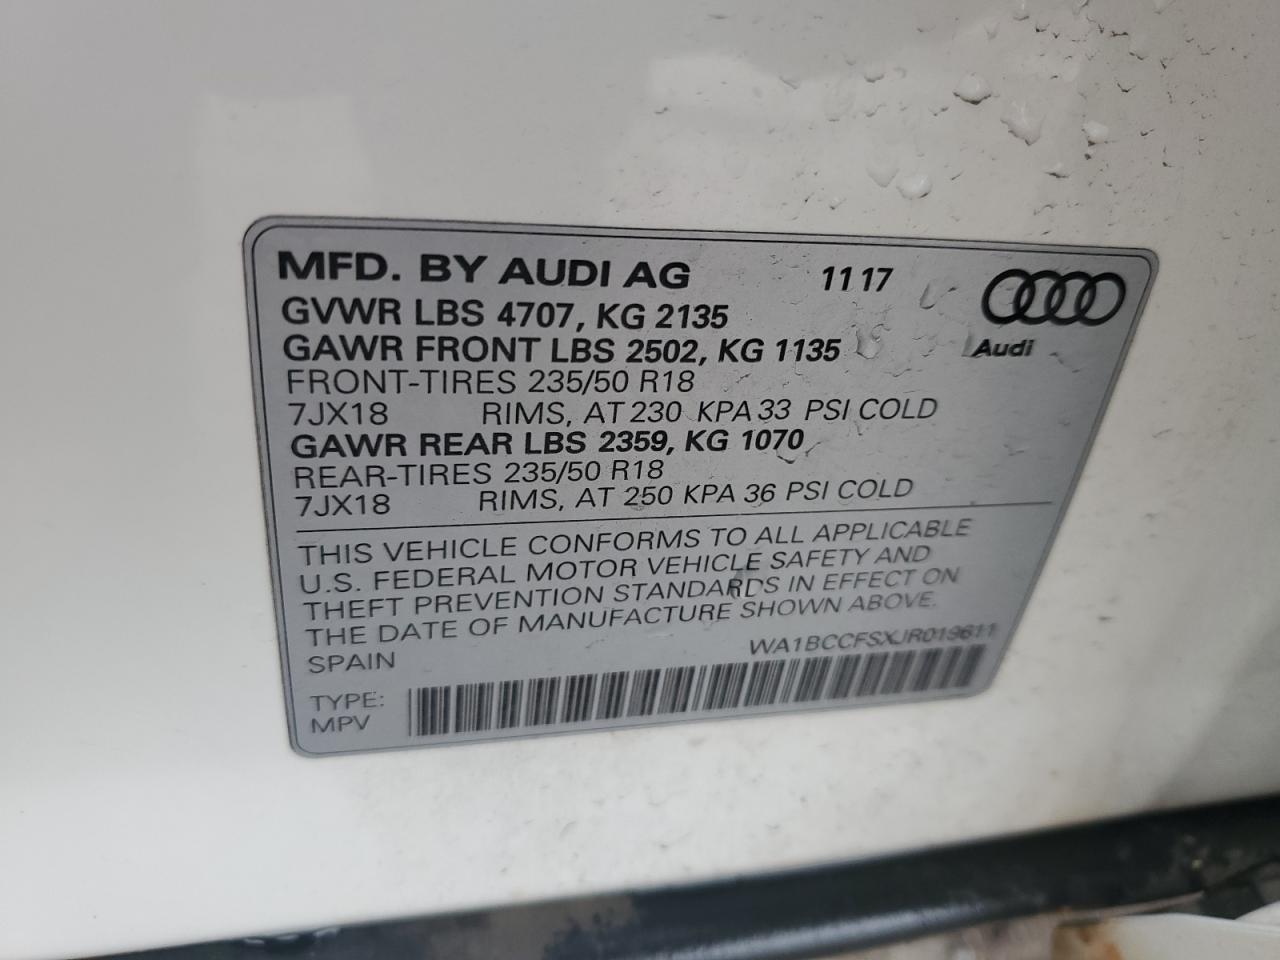 MFD. BY AUDI AG 11 17
GVWR LBS 4707, KG 2135
GAWR FRONT LBS 2502, KG 1135
Audi
FRONT-TIRES 235/50 R18
7JX18 RIMS, AT 230 KPA 33 PSI COLD
GAWR REAR LBS 2359, KG 1070
REAR-TIRES 235/50 R18
7JX18 RIMS, AT 250 KPA 36 PSI COLD
THIS VEHICLE CONFORMS TO ALL APPLICABLE
U.S. FEDERAL MOTOR VEHICLE SAFETY AND
THEFT PREVENTION STANDARDS IN EFFECT ON
THE DATE OF MANUFACTURE SHOWN ABOVE.
SPAIN WA1BCCFSXJR019611
TYPE:
MPV